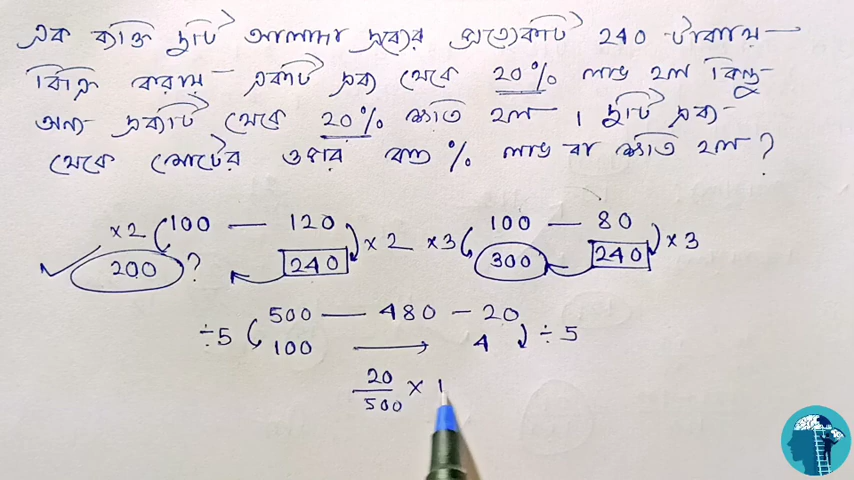 এক ব্যক্তি দুটি আলাদা দ্রব্যের প্রত্যেকটি 240 টাকায়
বিক্রি করায় একটি দ্রব্য থেকে 20% লাভ হল কিন্তু
অন্য দ্রব্যটি থেকে 20% ক্ষতি হল । দুটি দ্রব্য
থেকে মোটের ওপর কত % লাভ বা ক্ষতি হল ?
×2 100 — 120 ×2 ×3 100 — 80 ×3
200 ? 240 300 240
÷5 500 — 480 – 20 ÷5
100 → 4
20/500 × 1